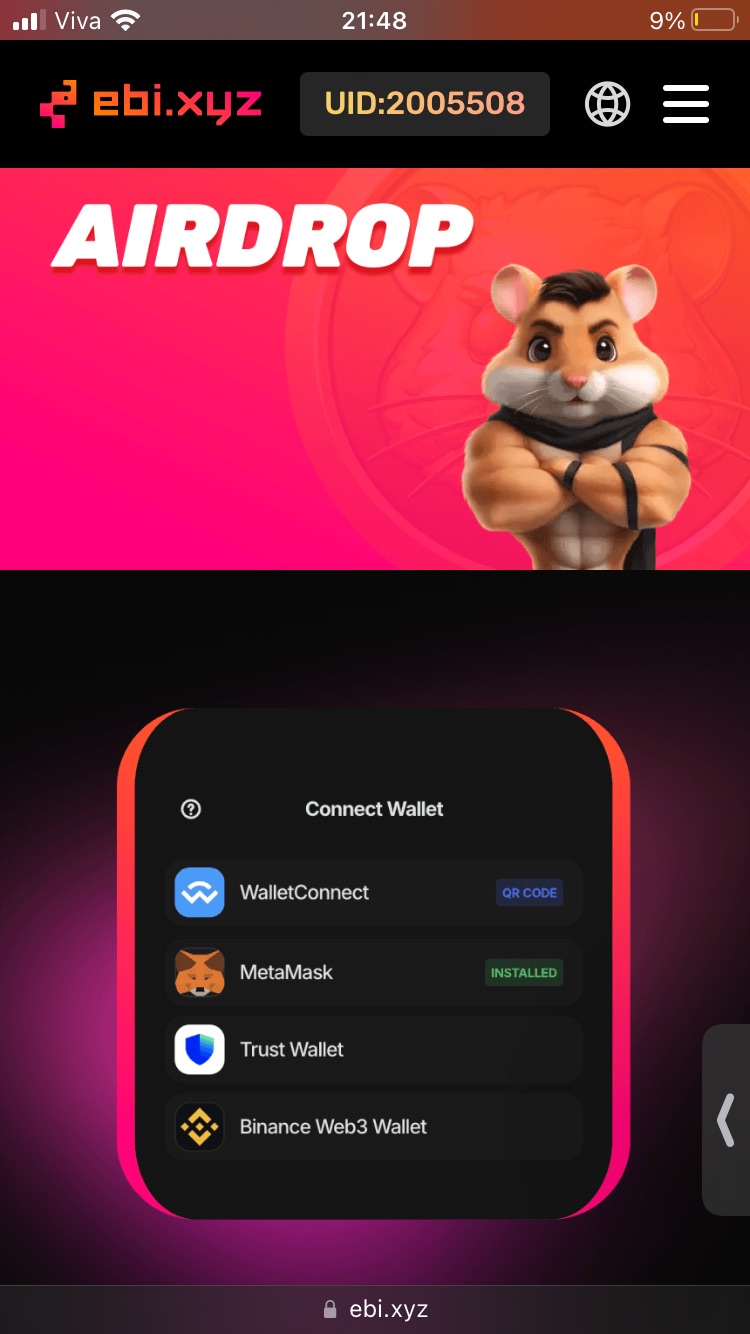 Viva 21:48 9%
ebi.xyz UID:2005508
AIRDROP
Connect Wallet
WalletConnect QR CODE
MetaMask INSTALLED
Trust Wallet
Binance Web3 Wallet
ebi.xyz